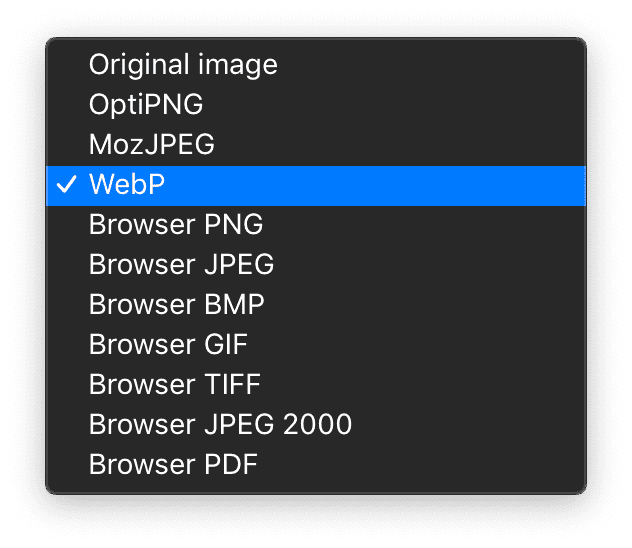 Original image
OptiPNG
MozJPEG
WebP
Browser PNG
Browser JPEG
Browser BMP
Browser GIF
Browser TIFF
Browser JPEG 2000
Browser PDF